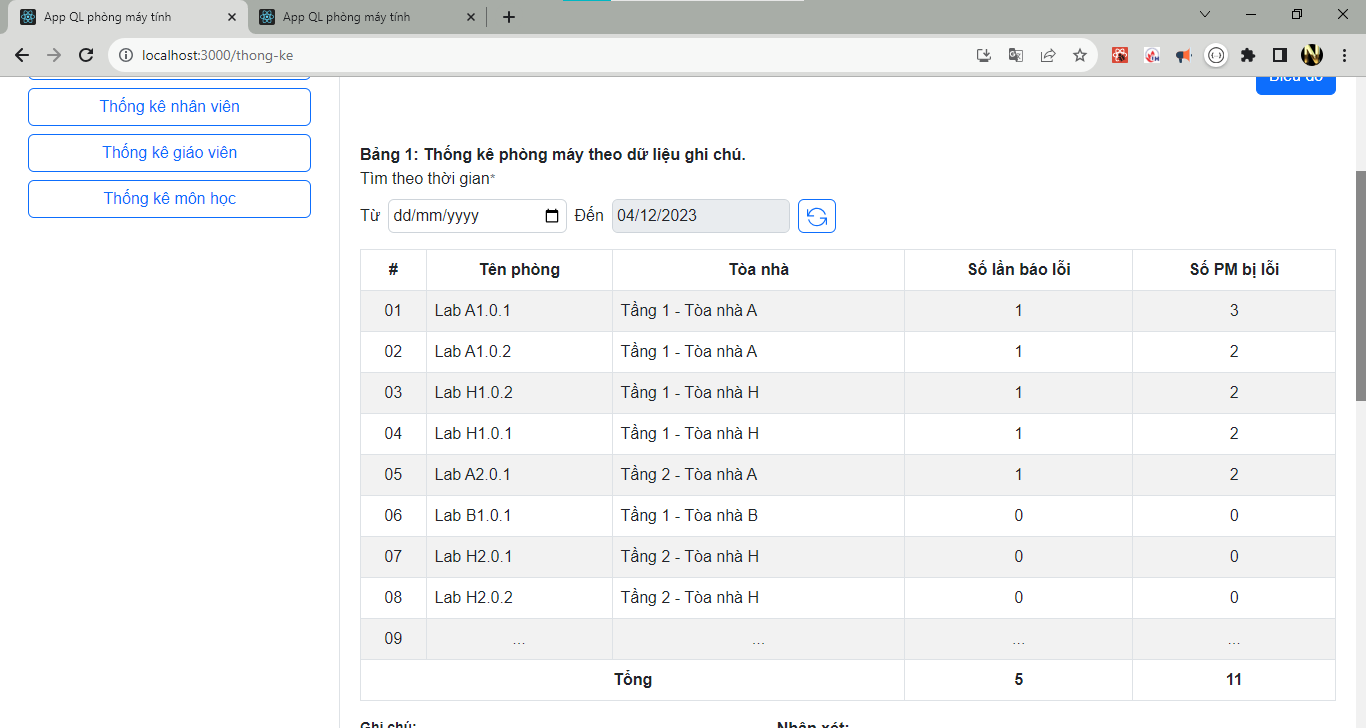 App QL phòng máy tính
App QL phòng máy tính
localhost:3000/thong-ke
Biểu đồ
Thống kê nhân viên
Thống kê giáo viên
Thống kê môn học
Bảng 1: Thống kê phòng máy theo dữ liệu ghi chú.
Tìm theo thời gian*
Từ dd/mm/yyyy Đến 04/12/2023
# Tên phòng Tòa nhà Số lần báo lỗi Số PM bị lỗi
01 Lab A1.0.1 Tầng 1 - Tòa nhà A 1 3
02 Lab A1.0.2 Tầng 1 - Tòa nhà A 1 2
03 Lab H1.0.2 Tầng 1 - Tòa nhà H 1 2
04 Lab H1.0.1 Tầng 1 - Tòa nhà H 1 2
05 Lab A2.0.1 Tầng 2 - Tòa nhà A 1 2
06 Lab B1.0.1 Tầng 1 - Tòa nhà B 0 0
07 Lab H2.0.1 Tầng 2 - Tòa nhà H 0 0
08 Lab H2.0.2 Tầng 2 - Tòa nhà H 0 0
09 ... ... ... ...
Tổng 5 11
Ghi chú: Nhận xét: